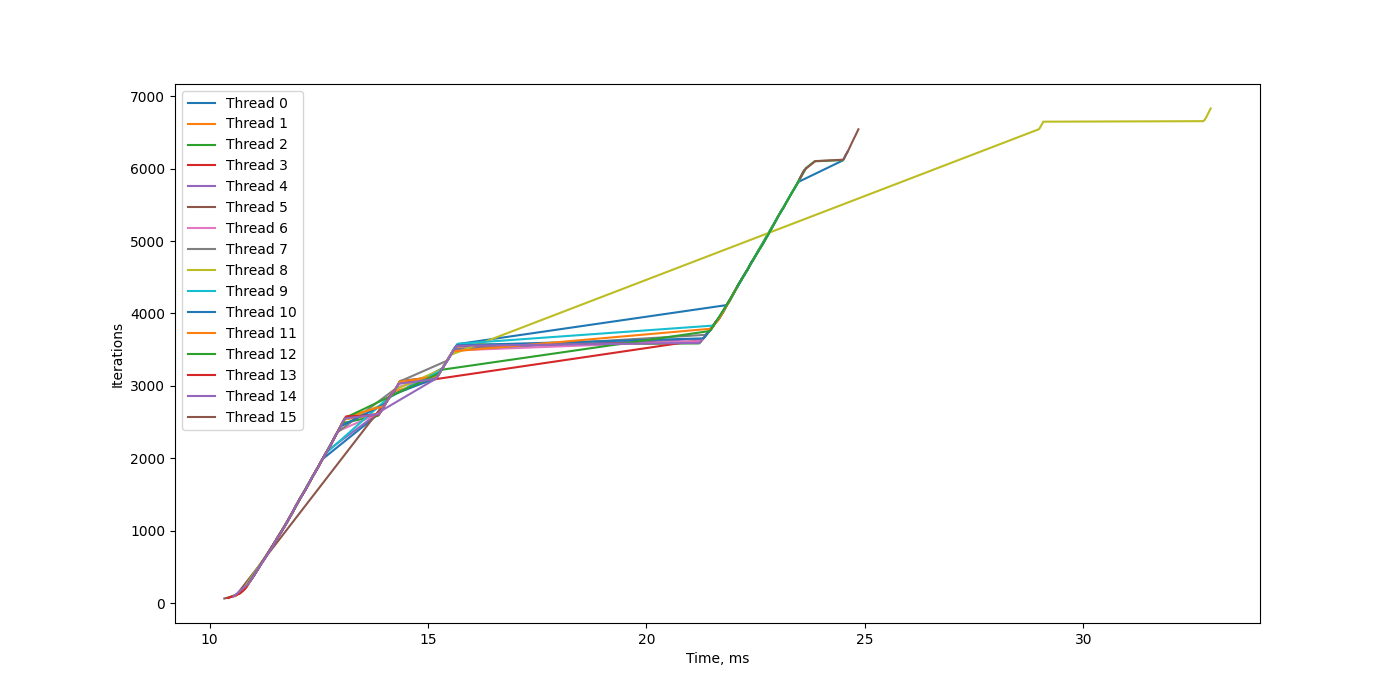 7000
6000
5000
4000
3000
2000
1000
0
Iterations
Thread 0
Thread 1
Thread 2
Thread 3
Thread 4
Thread 5
Thread 6
Thread 7
Thread 8
Thread 9
Thread 10
Thread 11
Thread 12
Thread 13
Thread 14
Thread 15
10 15 20 25 30
Time, ms